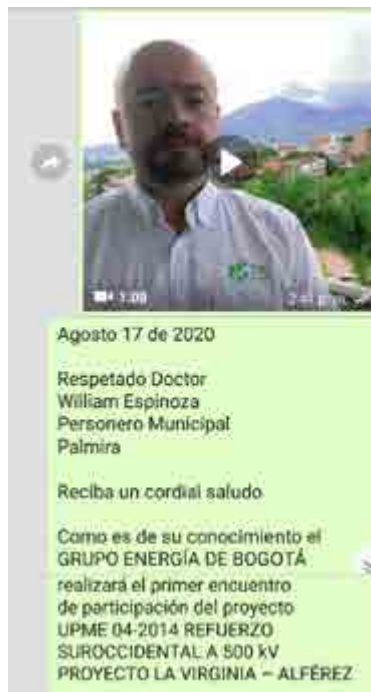 1:08
Agosto 17 de 2020
Respetado Doctor
William Espinoza
Personero Municipal
Palmira
Reciba un cordial saludo
Como es de su conocimiento el
GRUPO ENERGÍA DE BOGOTÁ
realizará el primer encuentro
de participación del proyecto
UPME 04-2014 REFUERZO
SUROCCIDENTAL A 500 kV
PROYECTO LA VIRGINIA – ALFÉREZ